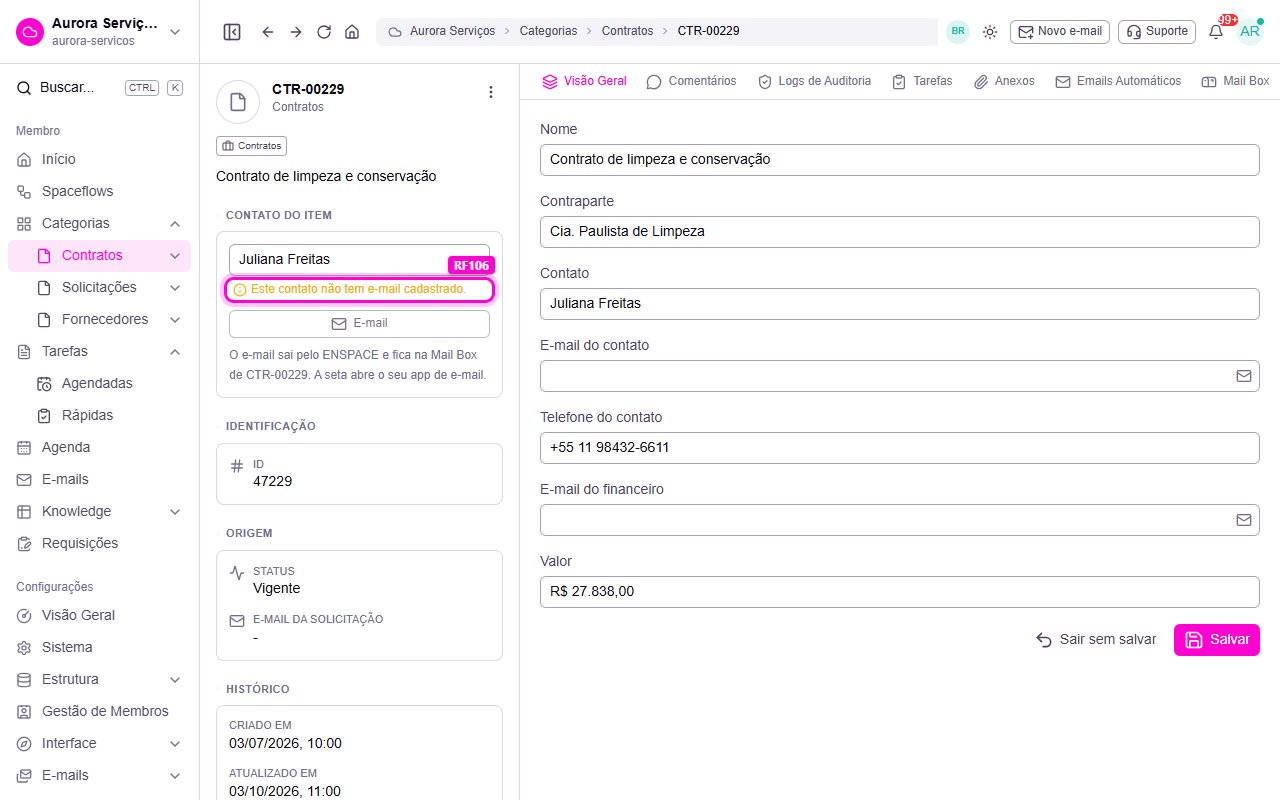 Aurora Serviç...
aurora-servicos
Aurora Serviços
Categorias
Contratos
CTR-00229
BR
Novo e-mail
Suporte
99+
AR
Buscar...
CTRL
K
Membro
Início
Spaceflows
Categorias
Contratos
Solicitações
Fornecedores
Tarefas
Agendadas
Rápidas
Agenda
E-mails
Knowledge
Requisições
Configurações
Visão Geral
Sistema
Estrutura
Gestão de Membros
Interface
E-mails
CTR-00229
Contratos
Contratos
Contrato de limpeza e conservação
CONTATO DO ITEM
Juliana Freitas
RF106
Este contato não tem e-mail cadastrado.
E-mail
O e-mail sai pelo ENSPACE e fica na Mail Box
de CTR-00229. A seta abre o seu app de e-mail.
IDENTIFICAÇÃO
ID
47229
ORIGEM
STATUS
Vigente
E-MAIL DA SOLICITAÇÃO
-
HISTÓRICO
CRIADO EM
03/07/2026, 10:00
ATUALIZADO EM
03/10/2026, 11:00
Visão Geral
Comentários
Logs de Auditoria
Tarefas
Anexos
Emails Automáticos
Mail Box
Nome
Contrato de limpeza e conservação
Contraparte
Cia. Paulista de Limpeza
Contato
Juliana Freitas
E-mail do contato
Telefone do contato
+55 11 98432-6611
E-mail do financeiro
Valor
R$ 27.838,00
Sair sem salvar
Salvar